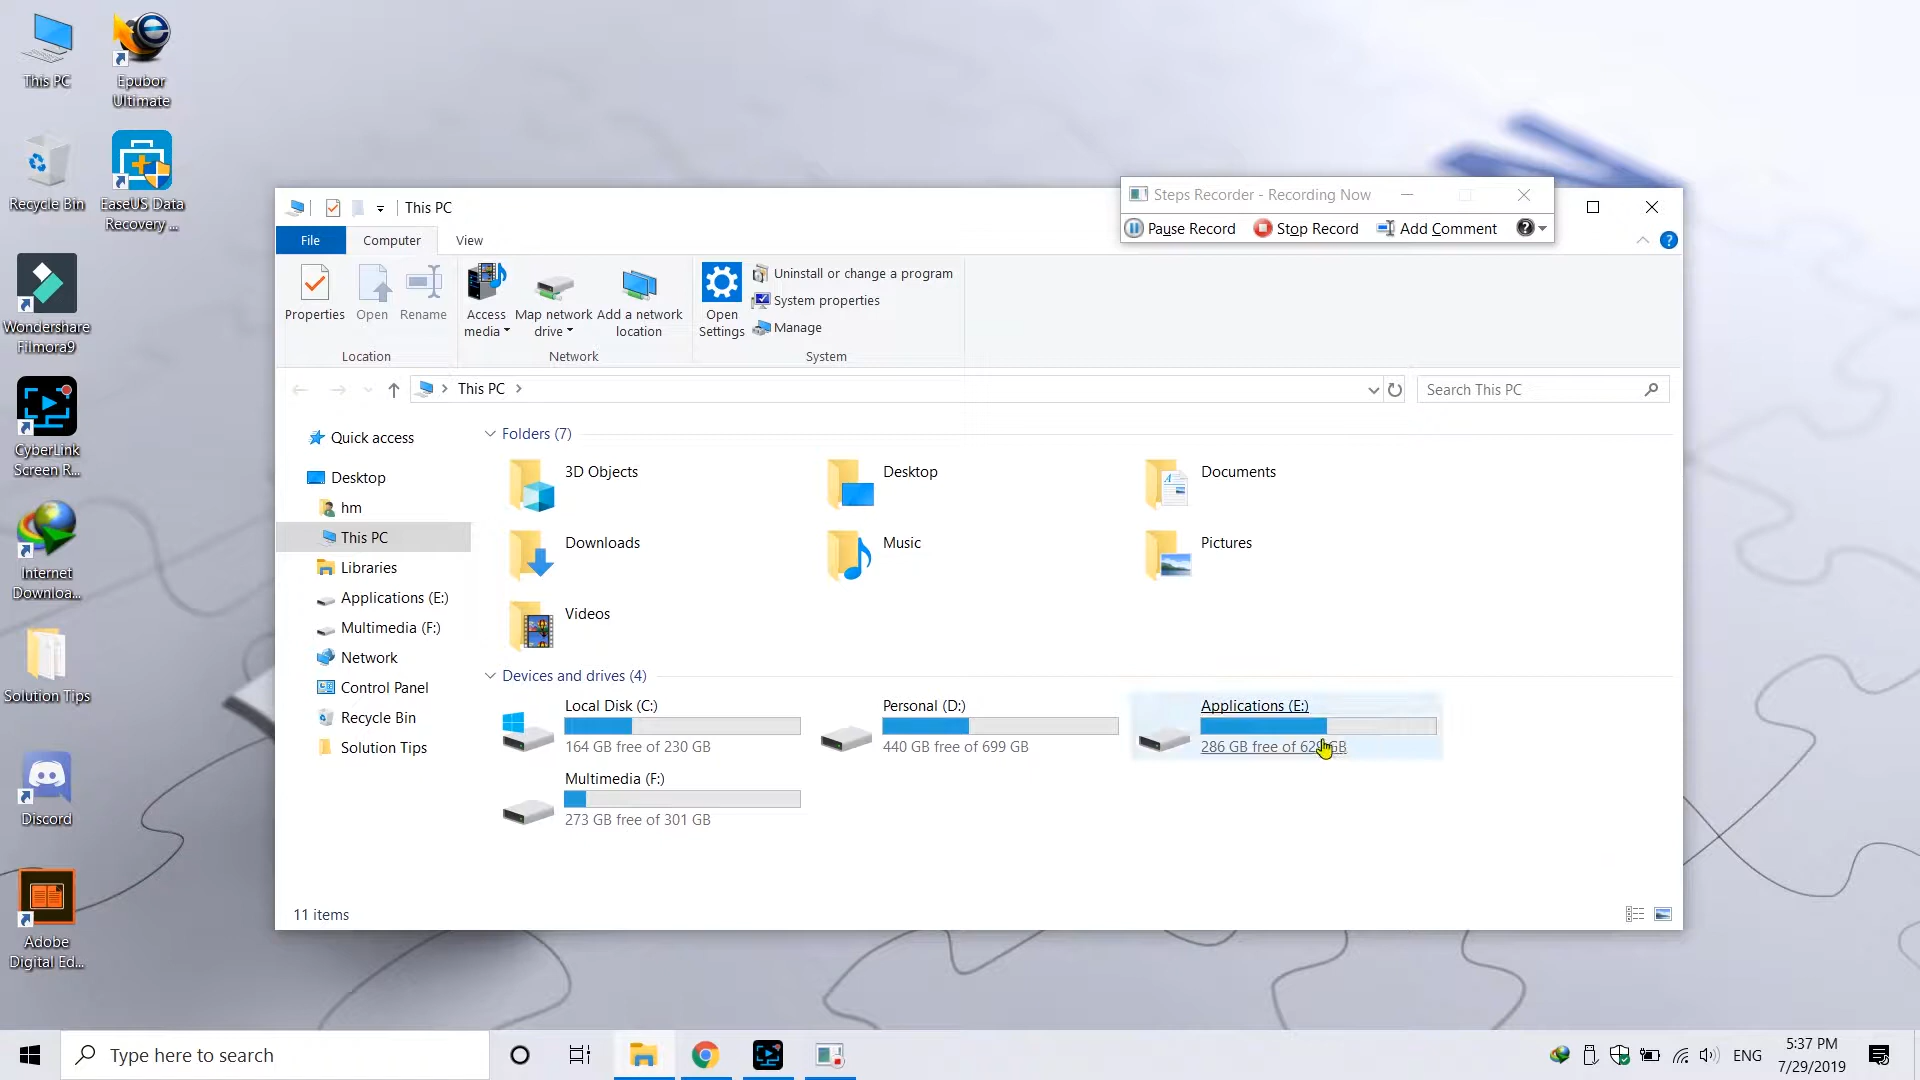 This PC
Epubor
Ultimate
Recycle Bin
EaseUS Data
Recovery ...
Wondershare
Filmora9
CyberLink
Screen R...
Internet
Downloa...
Solution Tips
Discord
Adobe
Digital Ed...
This PC
Steps Recorder - Recording Now
Pause Record
Stop Record
Add Comment
File
Computer
View
Properties
Open
Rename
Location
Access
media
Map network
drive
Add a network
location
Network
Open
Settings
Uninstall or change a program
System properties
Manage
System
This PC
Search This PC
Quick access
Desktop
hm
This PC
Libraries
Applications (E:)
Multimedia (F:)
Network
Control Panel
Recycle Bin
Solution Tips
Folders (7)
3D Objects
Desktop
Documents
Downloads
Music
Pictures
Videos
Devices and drives (4)
Local Disk (C:)
164 GB free of 230 GB
Personal (D:)
440 GB free of 699 GB
Applications (E:)
286 GB free of 629 GB
Multimedia (F:)
273 GB free of 301 GB
11 items
Type here to search
ENG
5:37 PM
7/29/2019